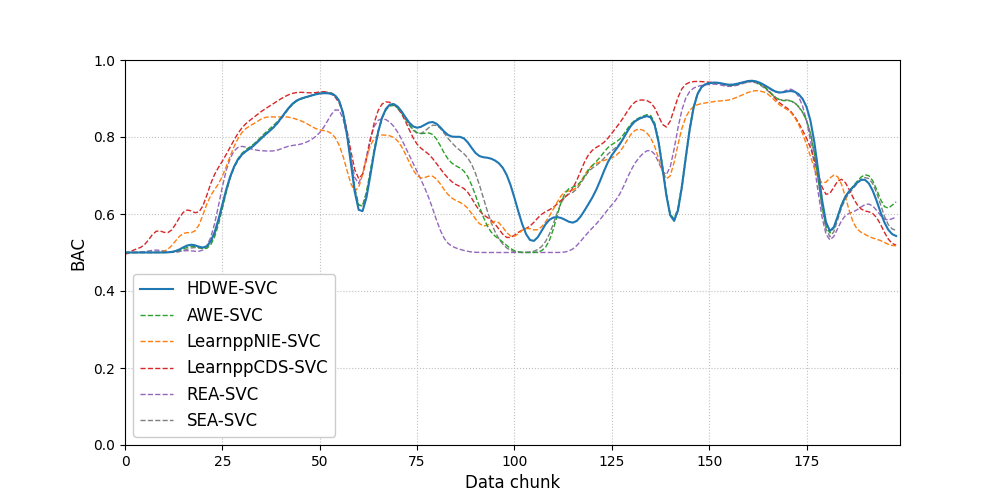 1.0
0.8
0.6
0.4
0.2
0.0
BAC
HDWE-SVC
AWE-SVC
LearnppNIE-SVC
LearnppCDS-SVC
REA-SVC
SEA-SVC
0 25 50 75 100 125 150 175
Data chunk